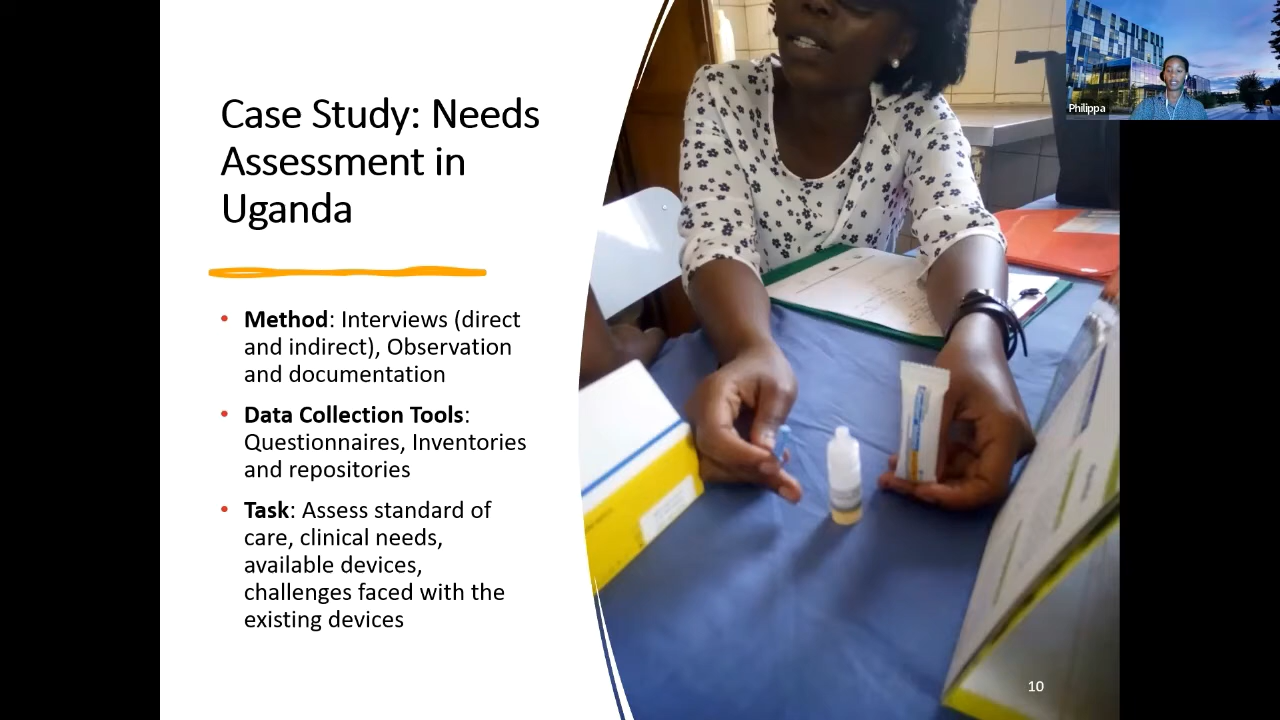 Case Study: Needs
Assessment in
Uganda
• Method: Interviews (direct
and indirect), Observation
and documentation
• Data Collection Tools:
Questionnaires, Inventories
and repositories
• Task: Assess standard of
care, clinical needs,
available devices,
challenges faced with the
existing devices
Philippa
10